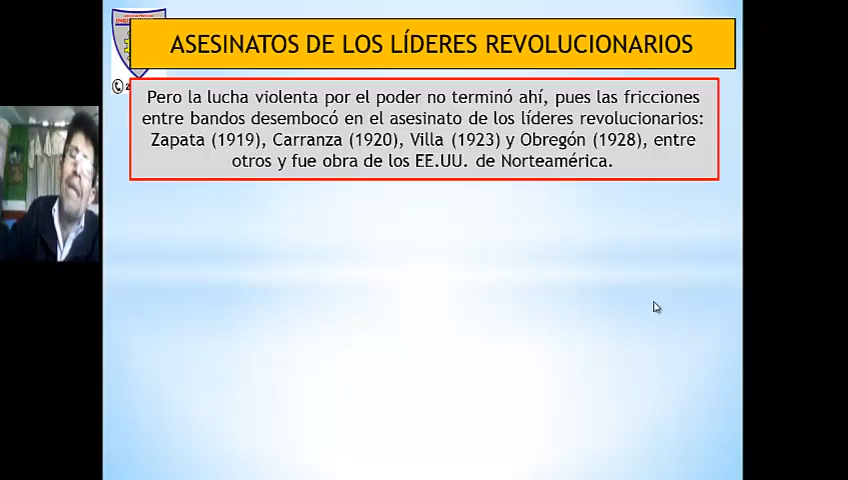 ASESINATOS DE LOS LÍDERES REVOLUCIONARIOS
Pero la lucha violenta por el poder no terminó ahí, pues las fricciones
entre bandos desembocó en el asesinato de los líderes revolucionarios:
Zapata (1919), Carranza (1920), Villa (1923) y Obregón (1928), entre
otros y fue obra de los EE.UU. de Norteamérica.